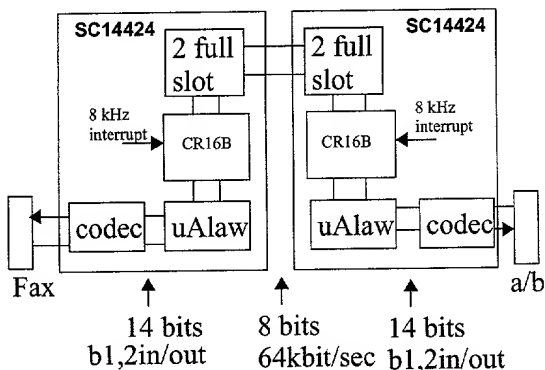 SC14424
SC14424
2 full
slot
2 full
slot
8 kHz
interrupt
CR16B
CR16B
8 kHz
interrupt
codec
uAlaw
uAlaw
codec
Fax
a/b
14 bits
b1,2in/out
8 bits
64kbit/sec
14 bits
b1,2in/out